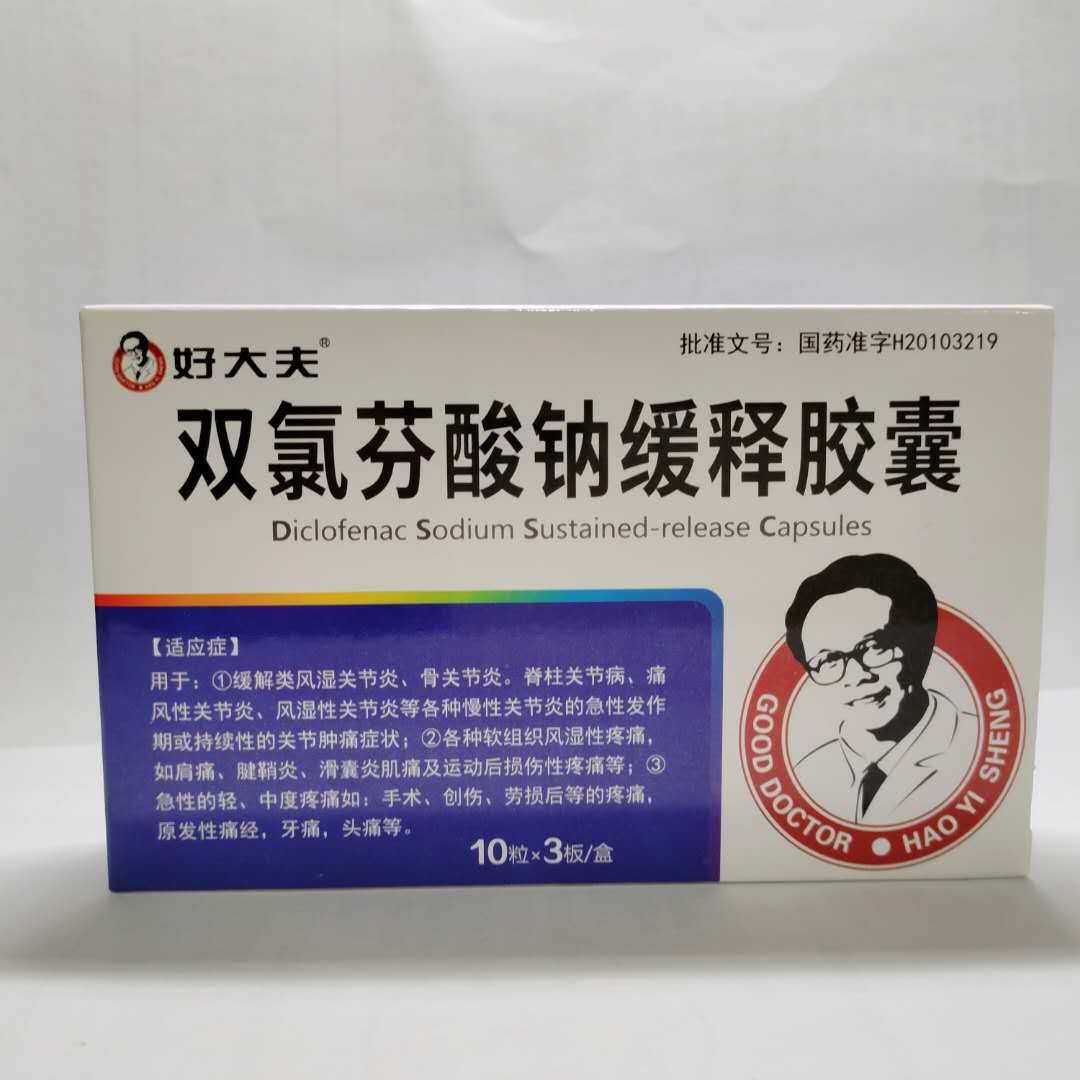 好大夫®
批准文号：国药准字H20103219
双氯芬酸钠缓释胶囊
Diclofenac Sodium Sustained-release Capsules
【适应症】
用于：①缓解类风湿关节炎、骨关节炎。脊柱关节病、痛
风性关节炎、风湿性关节炎等各种慢性关节炎的急性发作
期或持续性的关节肿痛症状；②各种软组织风湿性疼痛，
如肩痛、腱鞘炎、滑囊炎肌痛及运动后损伤性疼痛等；③
急性的轻、中度疼痛如：手术、创伤、劳损后等的疼痛，
原发性痛经，牙痛，头痛等。
10粒×3板/盒
GOOD DOCTOR ● HAO YI SHENG